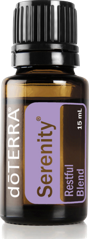 dōTERRA
Serenity®
Restful
Blend
15 mL